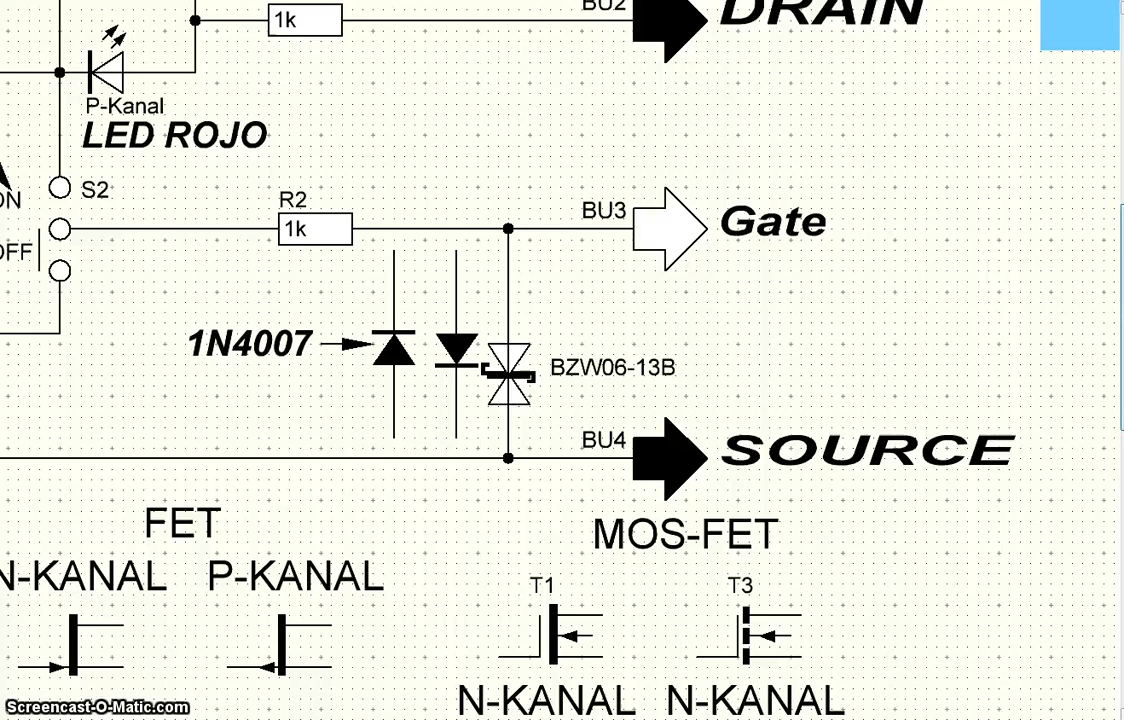 1k
BU2
DRAIN
P-Kanal
LED ROJO
ON
S2
R2
1k
BU3
Gate
OFF
1N4007
BZW06-13B
BU4
SOURCE
FET
MOS-FET
N-KANAL
P-KANAL
T1
T3
N-KANAL
N-KANAL
Screencast-O-Matic.com